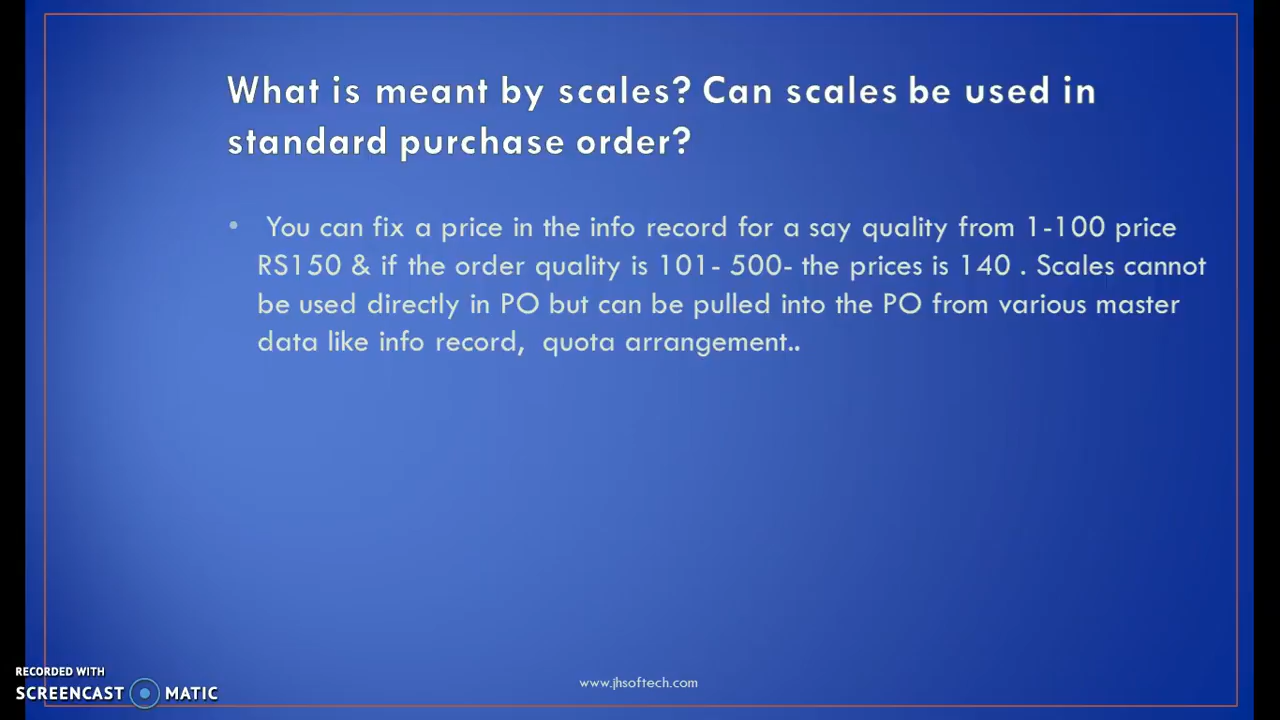 What is meant by scales? Can scales be used in
standard purchase order?
• You can fix a price in the info record for a say quality from 1-100 price
RS150 & if the order quality is 101- 500- the prices is 140 . Scales cannot
be used directly in PO but can be pulled into the PO from various master
data like info record, quota arrangement..
RECORDED WITH
SCREENCAST MATIC
www.jhsoftech.com